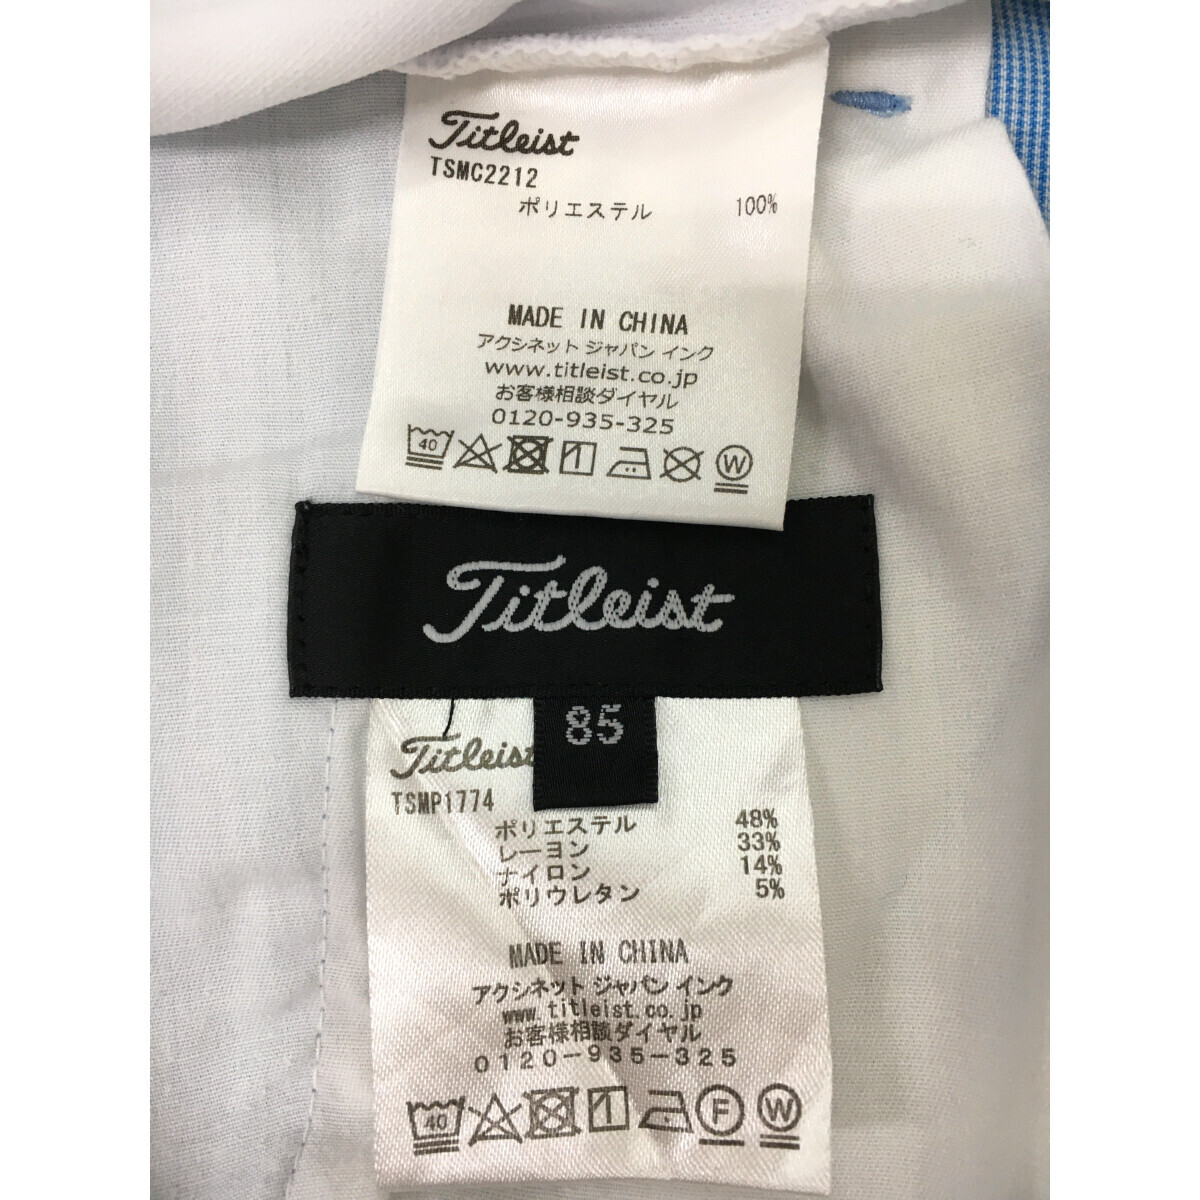 Titleist
TSMC2212
ポリエステル 100%
MADE IN CHINA
アクシネット ジャパン インク
www.titleist.co.jp
お客様相談ダイヤル
0120-935-325
40 W
Titleist
85
Titleist
TSMP1774
ポリエステル 48%
レーヨン 33%
ナイロン 14%
ポリウレタン 5%
MADE IN CHINA
アクシネット ジャパン インク
www.titleist.co.jp
お客様相談ダイヤル
0120-935-325
40 F W